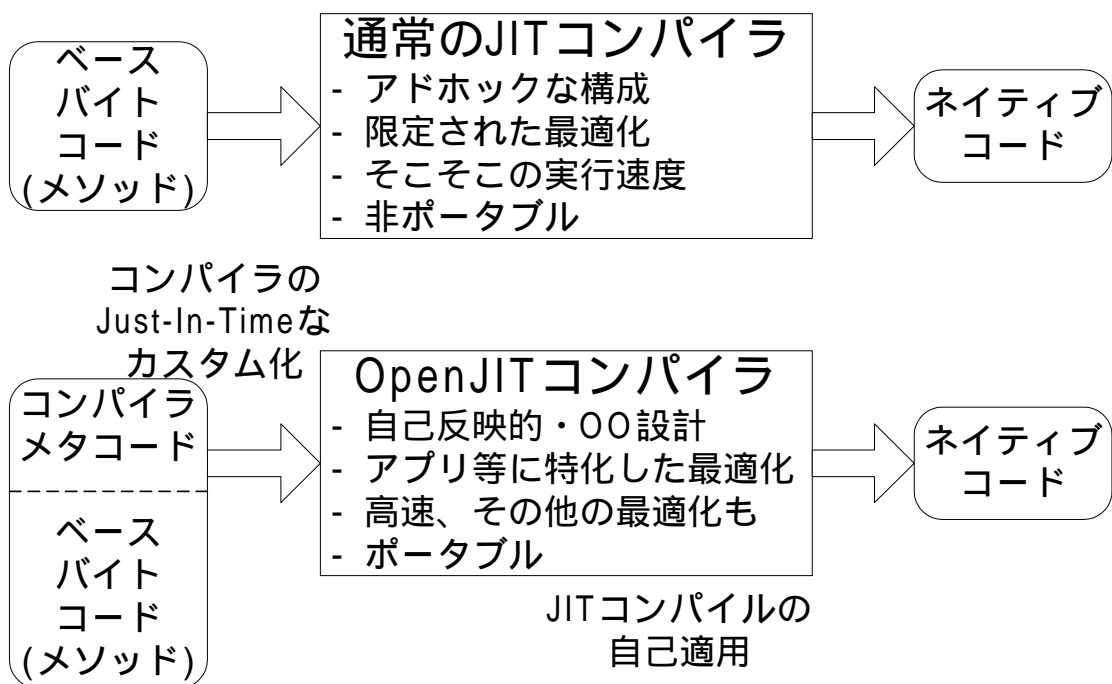 ベース
バイト
コード
(メソッド)
通常のJITコンパイラ
- アドホックな構成
- 限定された最適化
- そこそこの実行速度
- 非ポータブル
ネイティブ
コード
コンパイラの
Just-In-Timeな
カスタム化
コンパイラ
メタコード
ベース
バイト
コード
(メソッド)
OpenJITコンパイラ
- 自己反映的・OO設計
- アプリ等に特化した最適化
- 高速、その他の最適化も
- ポータブル
ネイティブ
コード
JITコンパイルの
自己適用